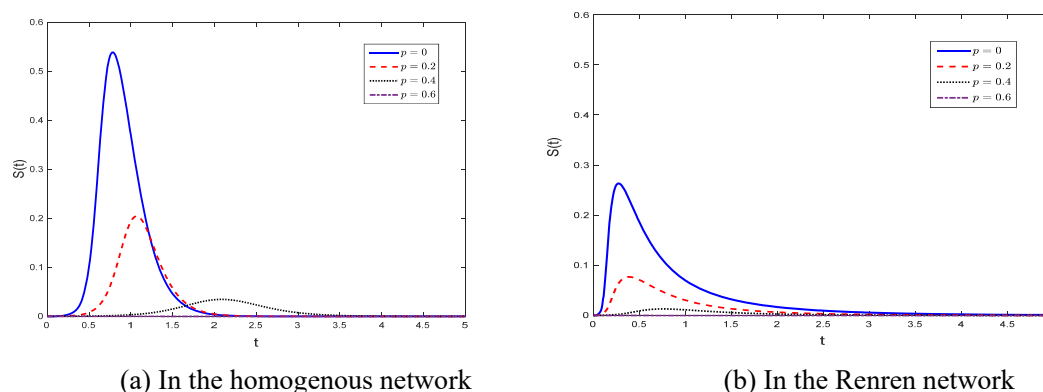 0.6
0.5
0.4
0.3
0.2
0.1
0
S(t)
p = 0
p = 0.2
p = 0.4
p = 0.6
0 0.5 1 1.5 2 2.5 3 3.5 4 4.5 5
t
(a) In the homogenous network
0.6
0.5
0.4
0.3
0.2
0.1
0
S(t)
p = 0
p = 0.2
p = 0.4
p = 0.6
0 0.5 1 1.5 2 2.5 3 3.5 4 4.5
t
(b) In the Renren network